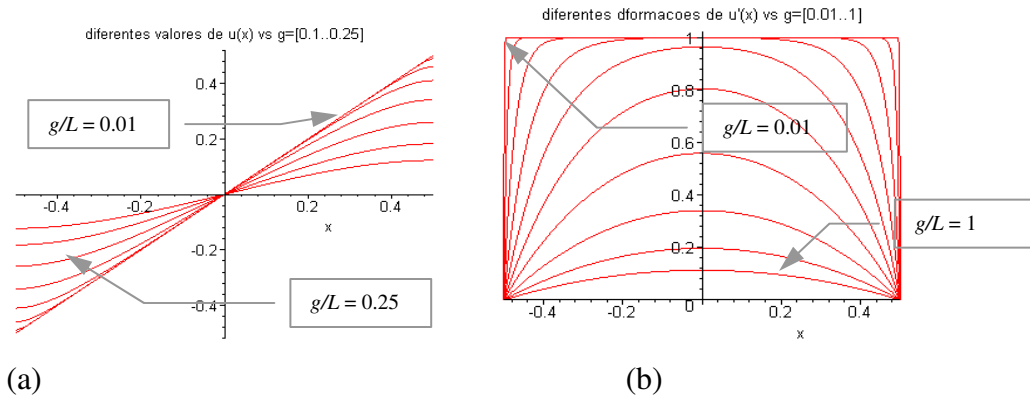 diferentes valores de u(x) vs g=[0.1..0.25]
0.4
0.2
-0.4
-0.2
0.2
0.4
x
-0.2
-0.4
g/L = 0.01
g/L = 0.25
(a)
diferentes dformacoes de u'(x) vs g=[0.01..1]
1
0.8
0.6
0.4
0.2
0
-0.4
-0.2
0.2
0.4
x
g/L = 0.01
g/L = 1
(b)